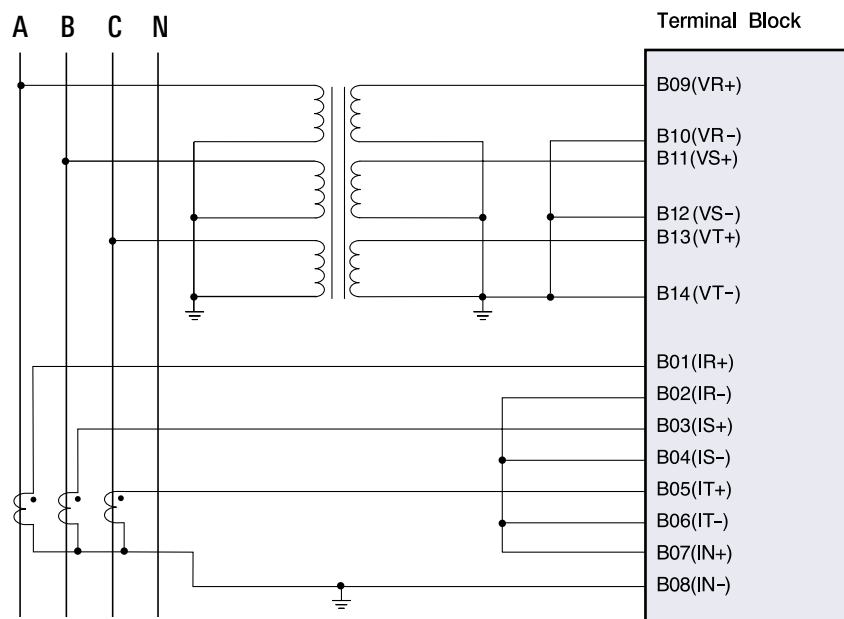 A B C N
Terminal Block
B09(VR+)
B10(VR-)
B11(VS+)
B12(VS-)
B13(VT+)
B14(VT-)
B01(IR+)
B02(IR-)
B03(IS+)
B04(IS-)
B05(IT+)
B06(IT-)
B07(IN+)
B08(IN-)